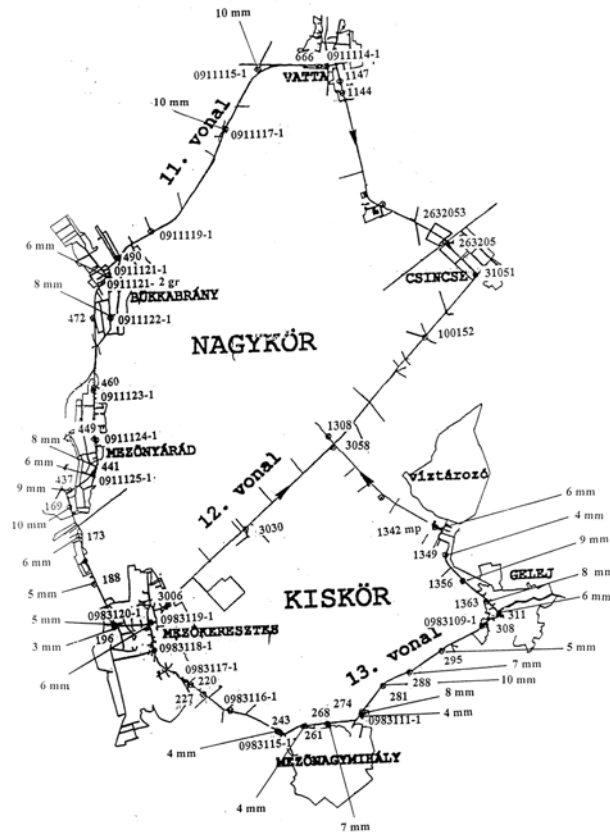 10 mm
666
0911114-1
0911115-1
VATTA
1147
1144
10 mm
0911117-1
11. vonal
2632053
0911119-1
263205
6 mm
490
CSINCSE
31051
0911121-1
0911121- 2 gr
BÜKKÁBRÁNY
8 mm
472
0911122-1
100152
NAGYKÖR
460
0911123-1
449
1308
8 mm
0911124-1
3058
MEZŐNYÁRÁD
víztározó
6 mm
441
437
0911125-1
9 mm
12. vonal
169
10 mm
6 mm
1342 mp
4 mm
173
3030
6 mm
1349
9 mm
188
1356
GELEJ
5 mm
3006
KISKÖR
8 mm
1363
0983120-1
6 mm
5 mm
0983119-1
0983109-1
311
MEZŐKERESZTES
308
196
3 mm
0983118-1
13. vonal
295
5 mm
6 mm
0983117-1
7 mm
220
288
227
281
10 mm
0983116-1
274
8 mm
268
243
0983111-1
4 mm
261
4 mm
0983115-1
MEZŐNAGYMIHÁLY
4 mm
7 mm